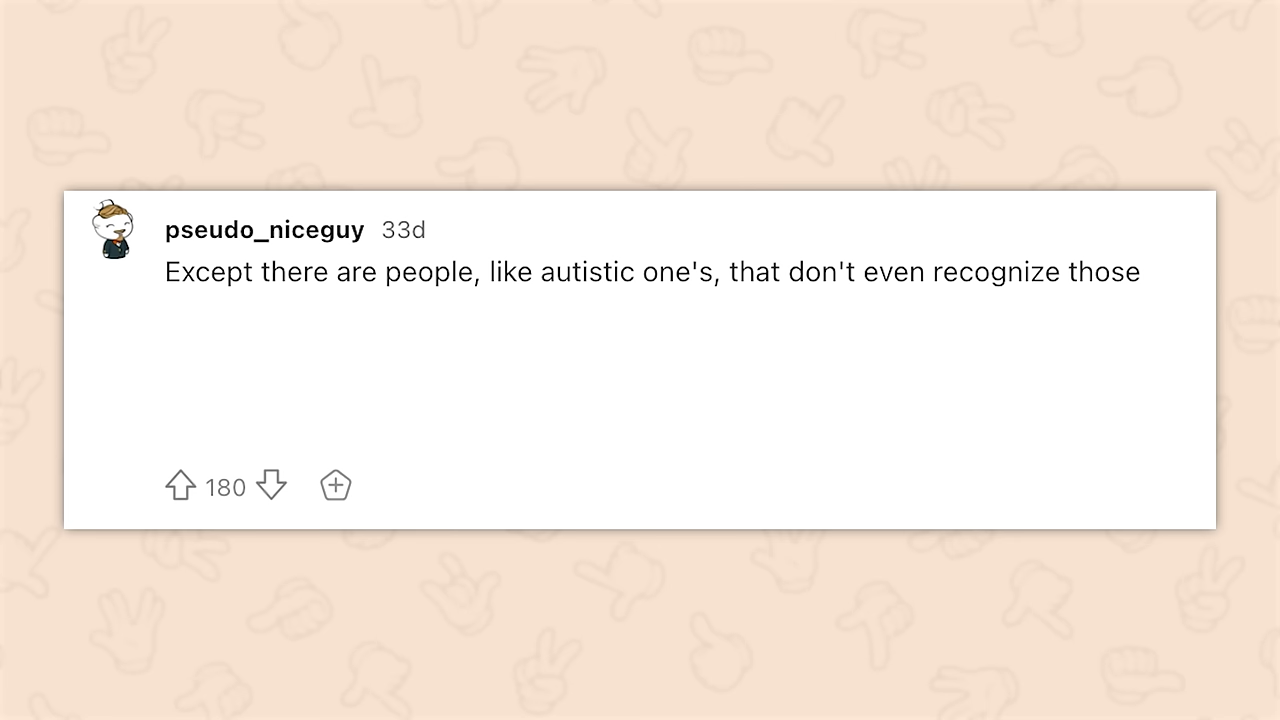 pseudo_niceguy 33d
Except there are people, like autistic one's, that don't even recognize those
180